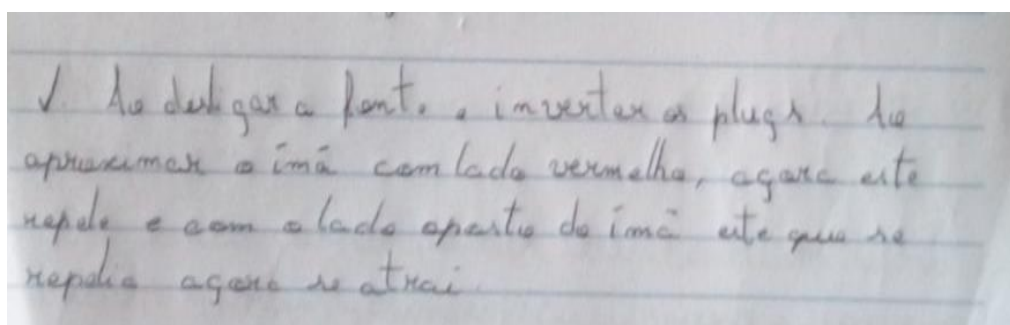 √. Ao desligar a fonte e inverter os plugs. Ao
aproximar o imã com lado vermelho, agora este
repele e com o lado oposto do imã este que se
repelia agora se atrai